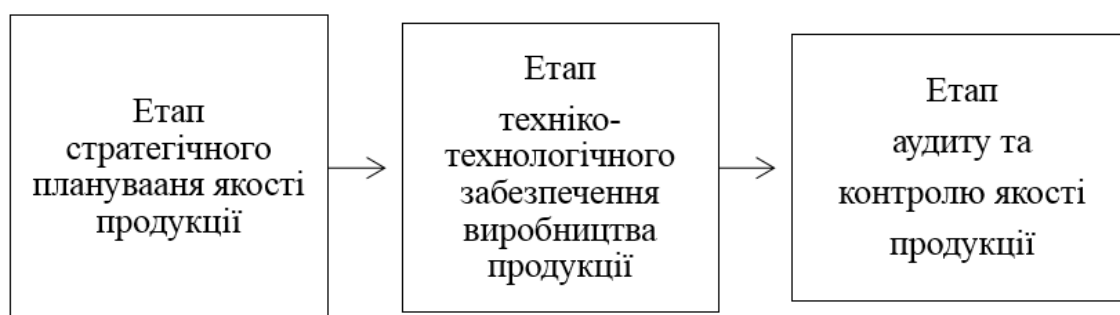 Етап
стратегічного
планувааня якості
продукції
Етап
техніко-
технологічного
забезпечення
виробництва
продукції
Етап
аудиту та
контролю якості
продукції